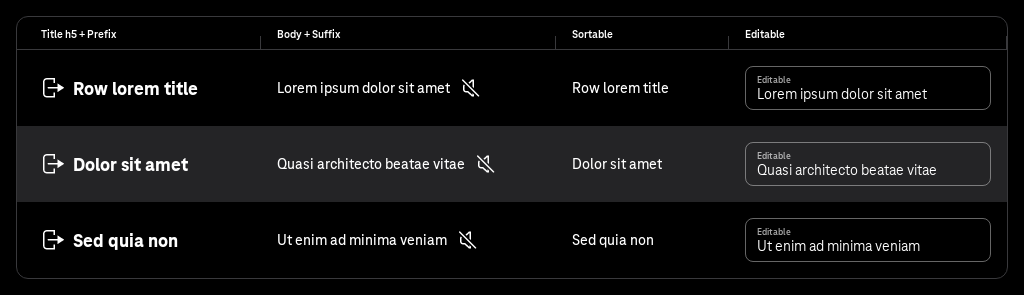 Title h5 + Prefix Body + Suffix Sortable Editable
Row lorem title Lorem ipsum dolor sit amet Row lorem title Editable
Lorem ipsum dolor sit amet
Dolor sit amet Quasi architecto beatae vitae Dolor sit amet Editable
Quasi architecto beatae vitae
Sed quia non Ut enim ad minima veniam Sed quia non Editable
Ut enim ad minima veniam